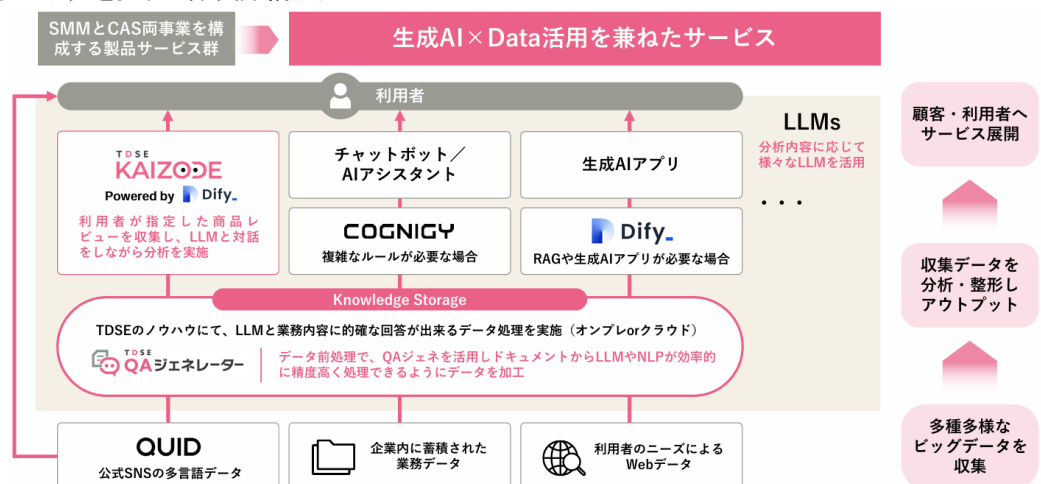 SMMとCAS両事業を構
成する製品サービス群
生成AI×Data活用を兼ねたサービス
利用者
TDSE
KAIZODE
Powered by Dify_
利用者が指定した商品レ
ビューを収集し、LLMと対話
をしながら分析を実施
チャットボット／
AIアシスタント
COGNIGY
複雑なルールが必要な場合
生成AIアプリ
Dify_
RAGや生成AIアプリが必要な場合
LLMs
分析内容に応じて
様々なLLMを活用
・・・
Knowledge Storage
TDSEのノウハウにて、LLMと業務内容に的確な回答が出来るデータ処理を実施（オンプレorクラウド）
TDSE
QAジェネレーター
データ前処理で、QAジェネを活用しドキュメントからLLMやNLPが効率的
に精度高く処理できるようにデータを加工
QUID
公式SNSの多言語データ
企業内に蓄積された
業務データ
利用者のニーズによる
Webデータ
顧客・利用者へ
サービス展開
収集データを
分析・整形し
アウトプット
多種多様な
ビッグデータを
収集